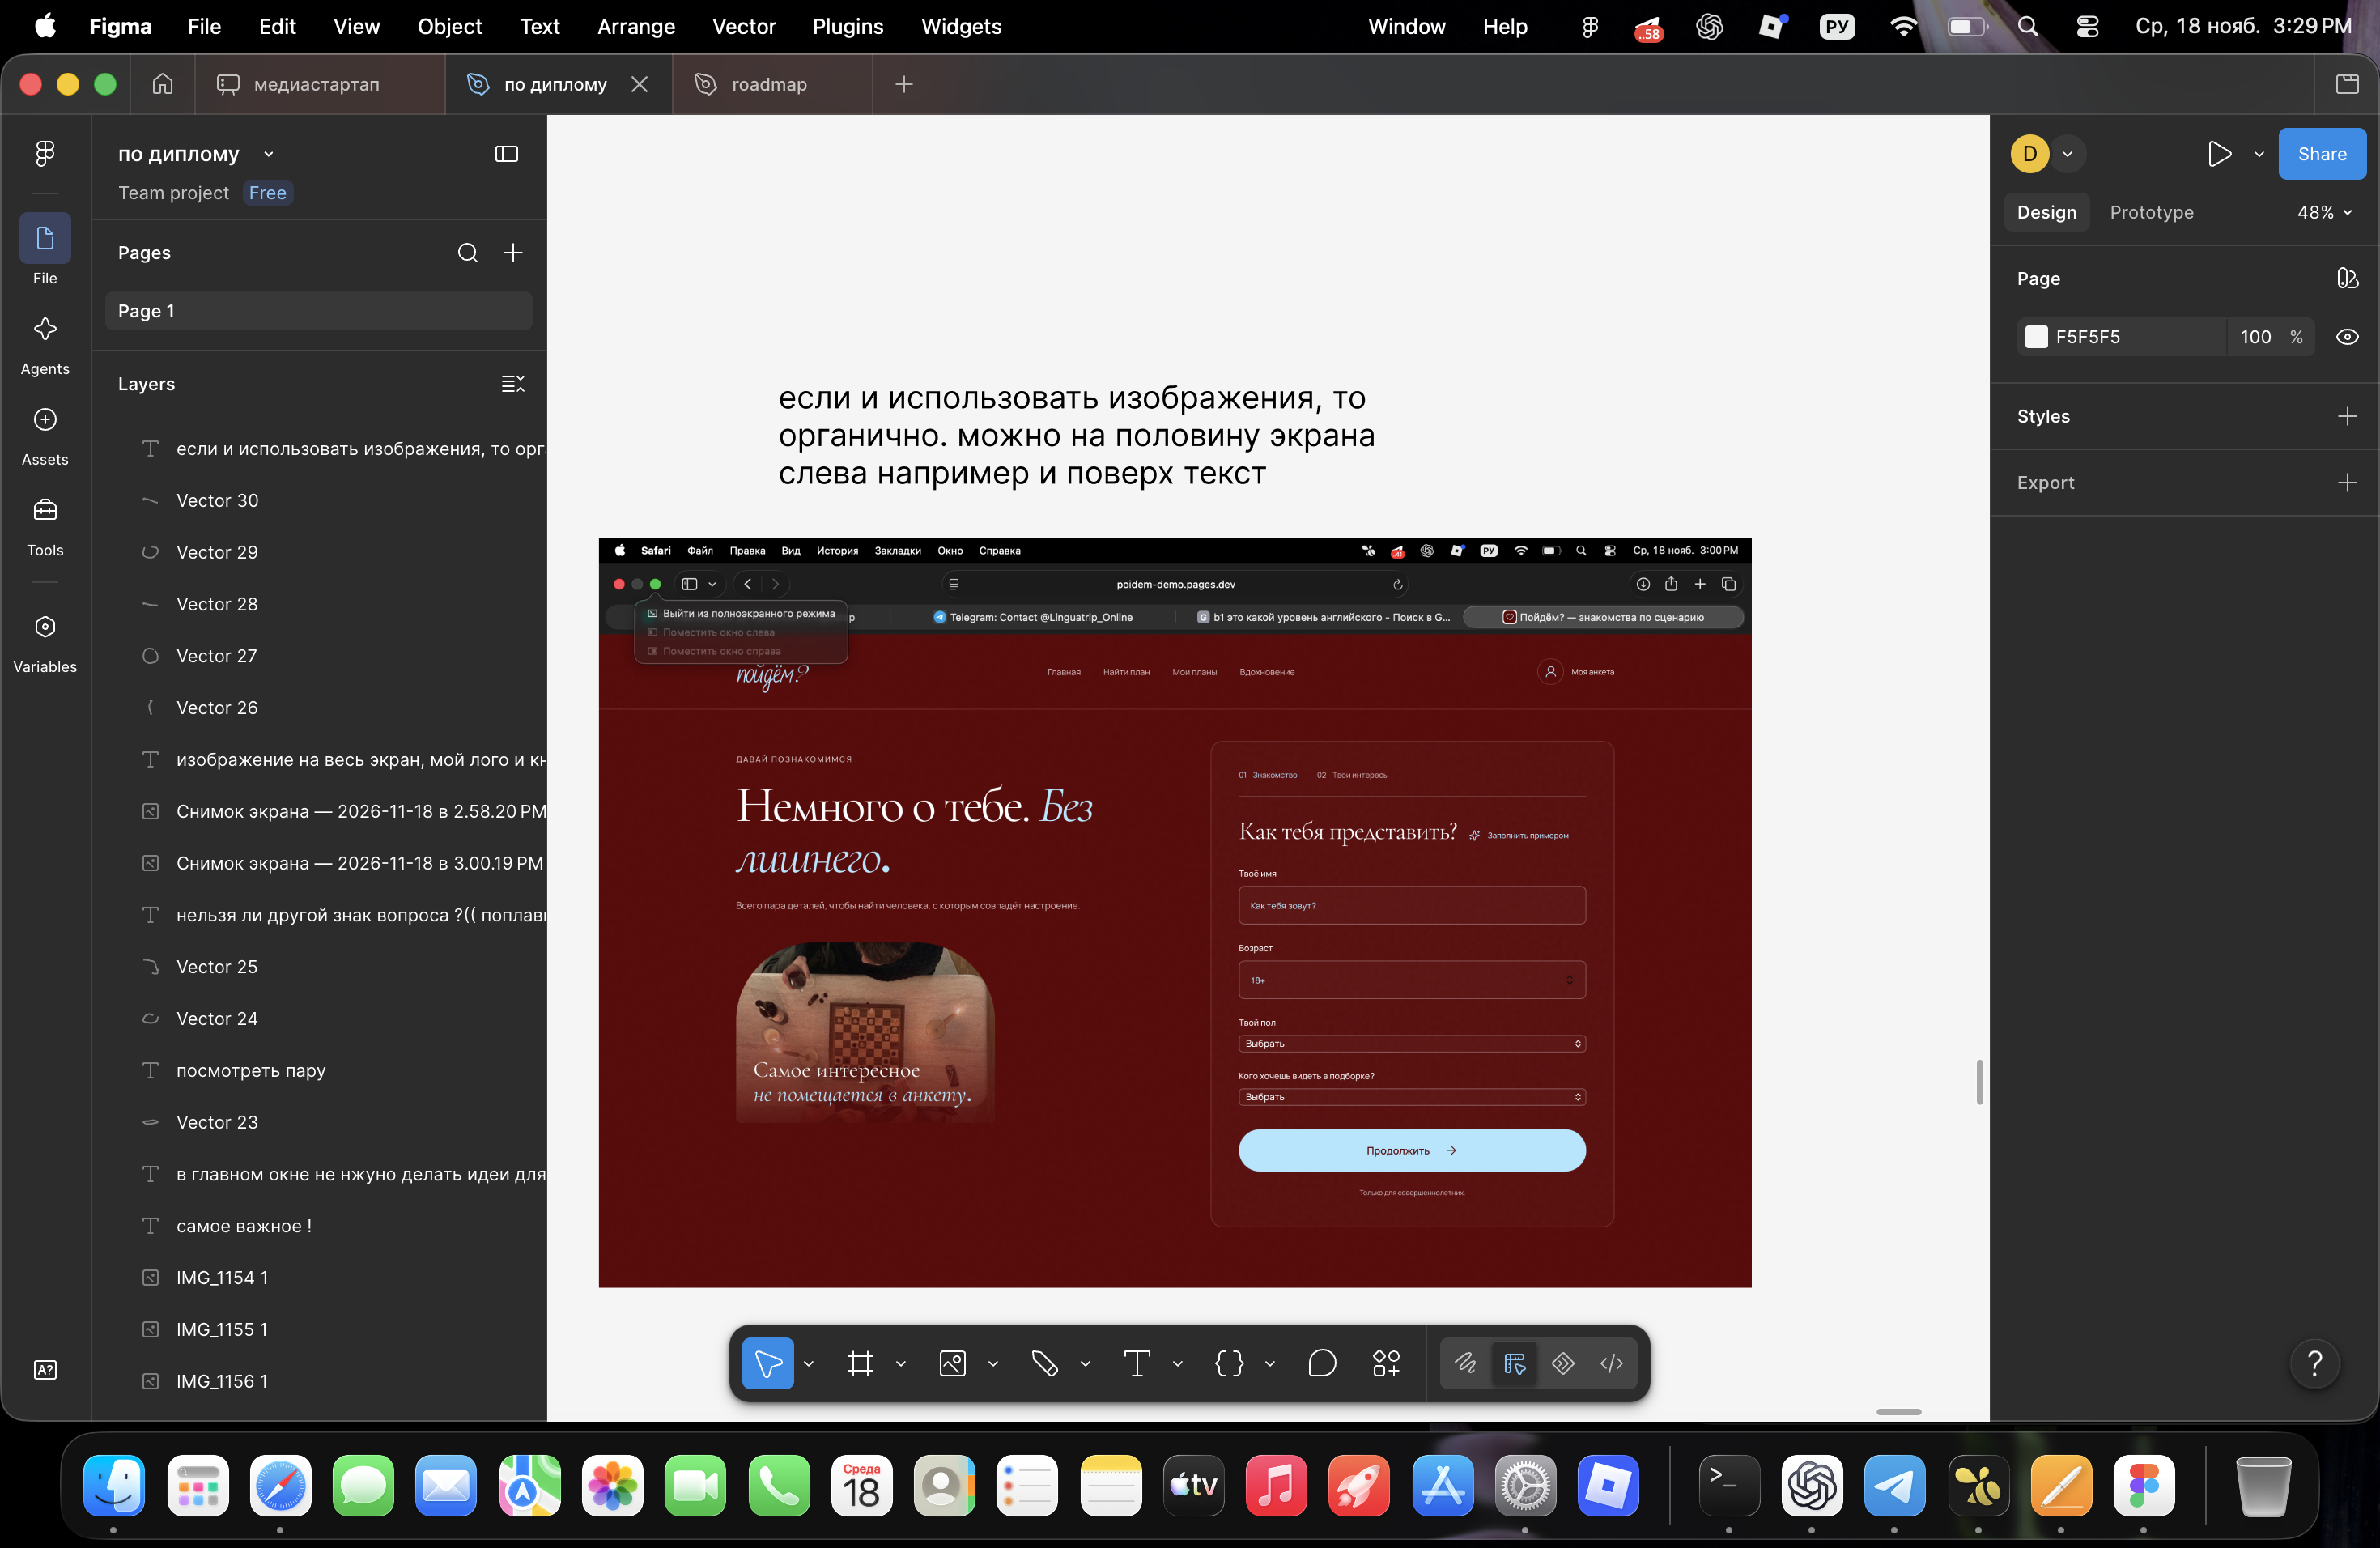 Figma File Edit View Object Text Arrange Vector Plugins Widgets Window Help ..58 РУ Ср, 18 нояб. 3:29 PM
медиастартап по диплому roadmap
по диплому
Team project Free
File
Agents
Assets
Tools
Variables
Pages
Page 1
Layers
если и использовать изображения, то орг
Vector 30
Vector 29
Vector 28
Vector 27
Vector 26
изображение на весь экран, мой лого и кн
Снимок экрана — 2026-11-18 в 2.58.20 PM
Снимок экрана — 2026-11-18 в 3.00.19 PM
нельзя ли другой знак вопроса ?(( поплавн
Vector 25
Vector 24
посмотреть пару
Vector 23
в главном окне не нжуно делать идеи для
самое важное !
IMG_1154 1
IMG_1155 1
IMG_1156 1
A?
если и использовать изображения, то
органично. можно на половину экрана
слева например и поверх текст
Safari Файл Правка Вид История Закладки Окно Справка РУ Ср, 18 нояб. 3:00 PM
poidem-demo.pages.dev
Выйти из полноэкранного режима
Поместить окно слева
Поместить окно справа
р
Telegram: Contact @Linguatrip_Online
G b1 это какой уровень английского - Поиск в G...
Пойдём? — знакомства по сценарию
пойдём?
Главная Найти план Мои планы Вдохновение Моя анкета
ДАВАЙ ПОЗНАКОМИМСЯ
Немного о тебе. Без
лишнего.
Всего пара деталей, чтобы найти человека, с которым совпадёт настроение.
Самое интересное
не помещается в анкету.
01 Знакомство 02 Твои интересы
Как тебя представить? Заполнить примером
Твоё имя
Как тебя зовут?
Возраст
18+
Твой пол
Выбрать
Кого хочешь видеть в подборке?
Выбрать
Продолжить →
Только для совершеннолетних.
D
Share
Design Prototype 48%
Page
F5F5F5 100 %
Styles
Export
?
Среда
18
tv